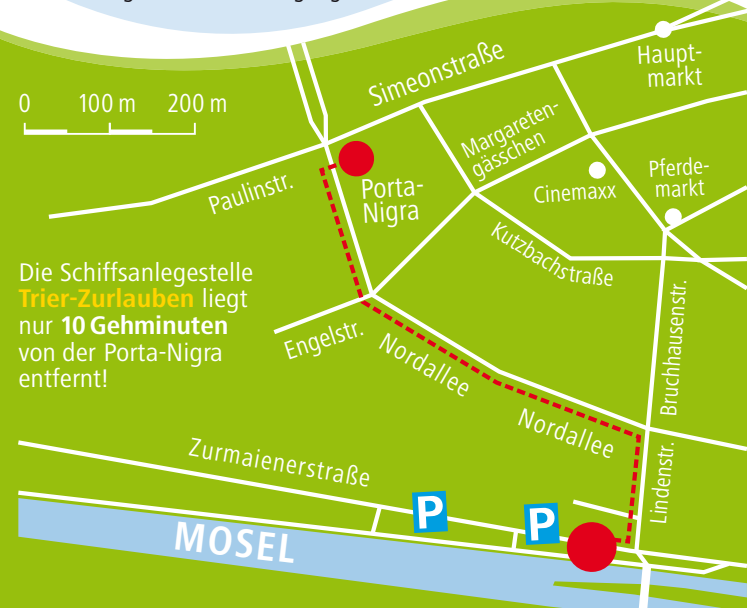 Simeonstraße
Haupt-
markt
0 100 m 200 m
Margareten-
gässchen
Pferde-
markt
Cinemaxx
Paulinstr.
Porta-
Nigra
Kutzbachstraße
Die Schiffsanlegestelle
Trier-Zurlauben liegt
nur 10 Gehminuten
von der Porta-Nigra
entfernt!
Engelstr.
Nordallee
Bruchhausenstr.
Nordallee
Zurmaienerstraße
Lindenstr.
P
P
MOSEL